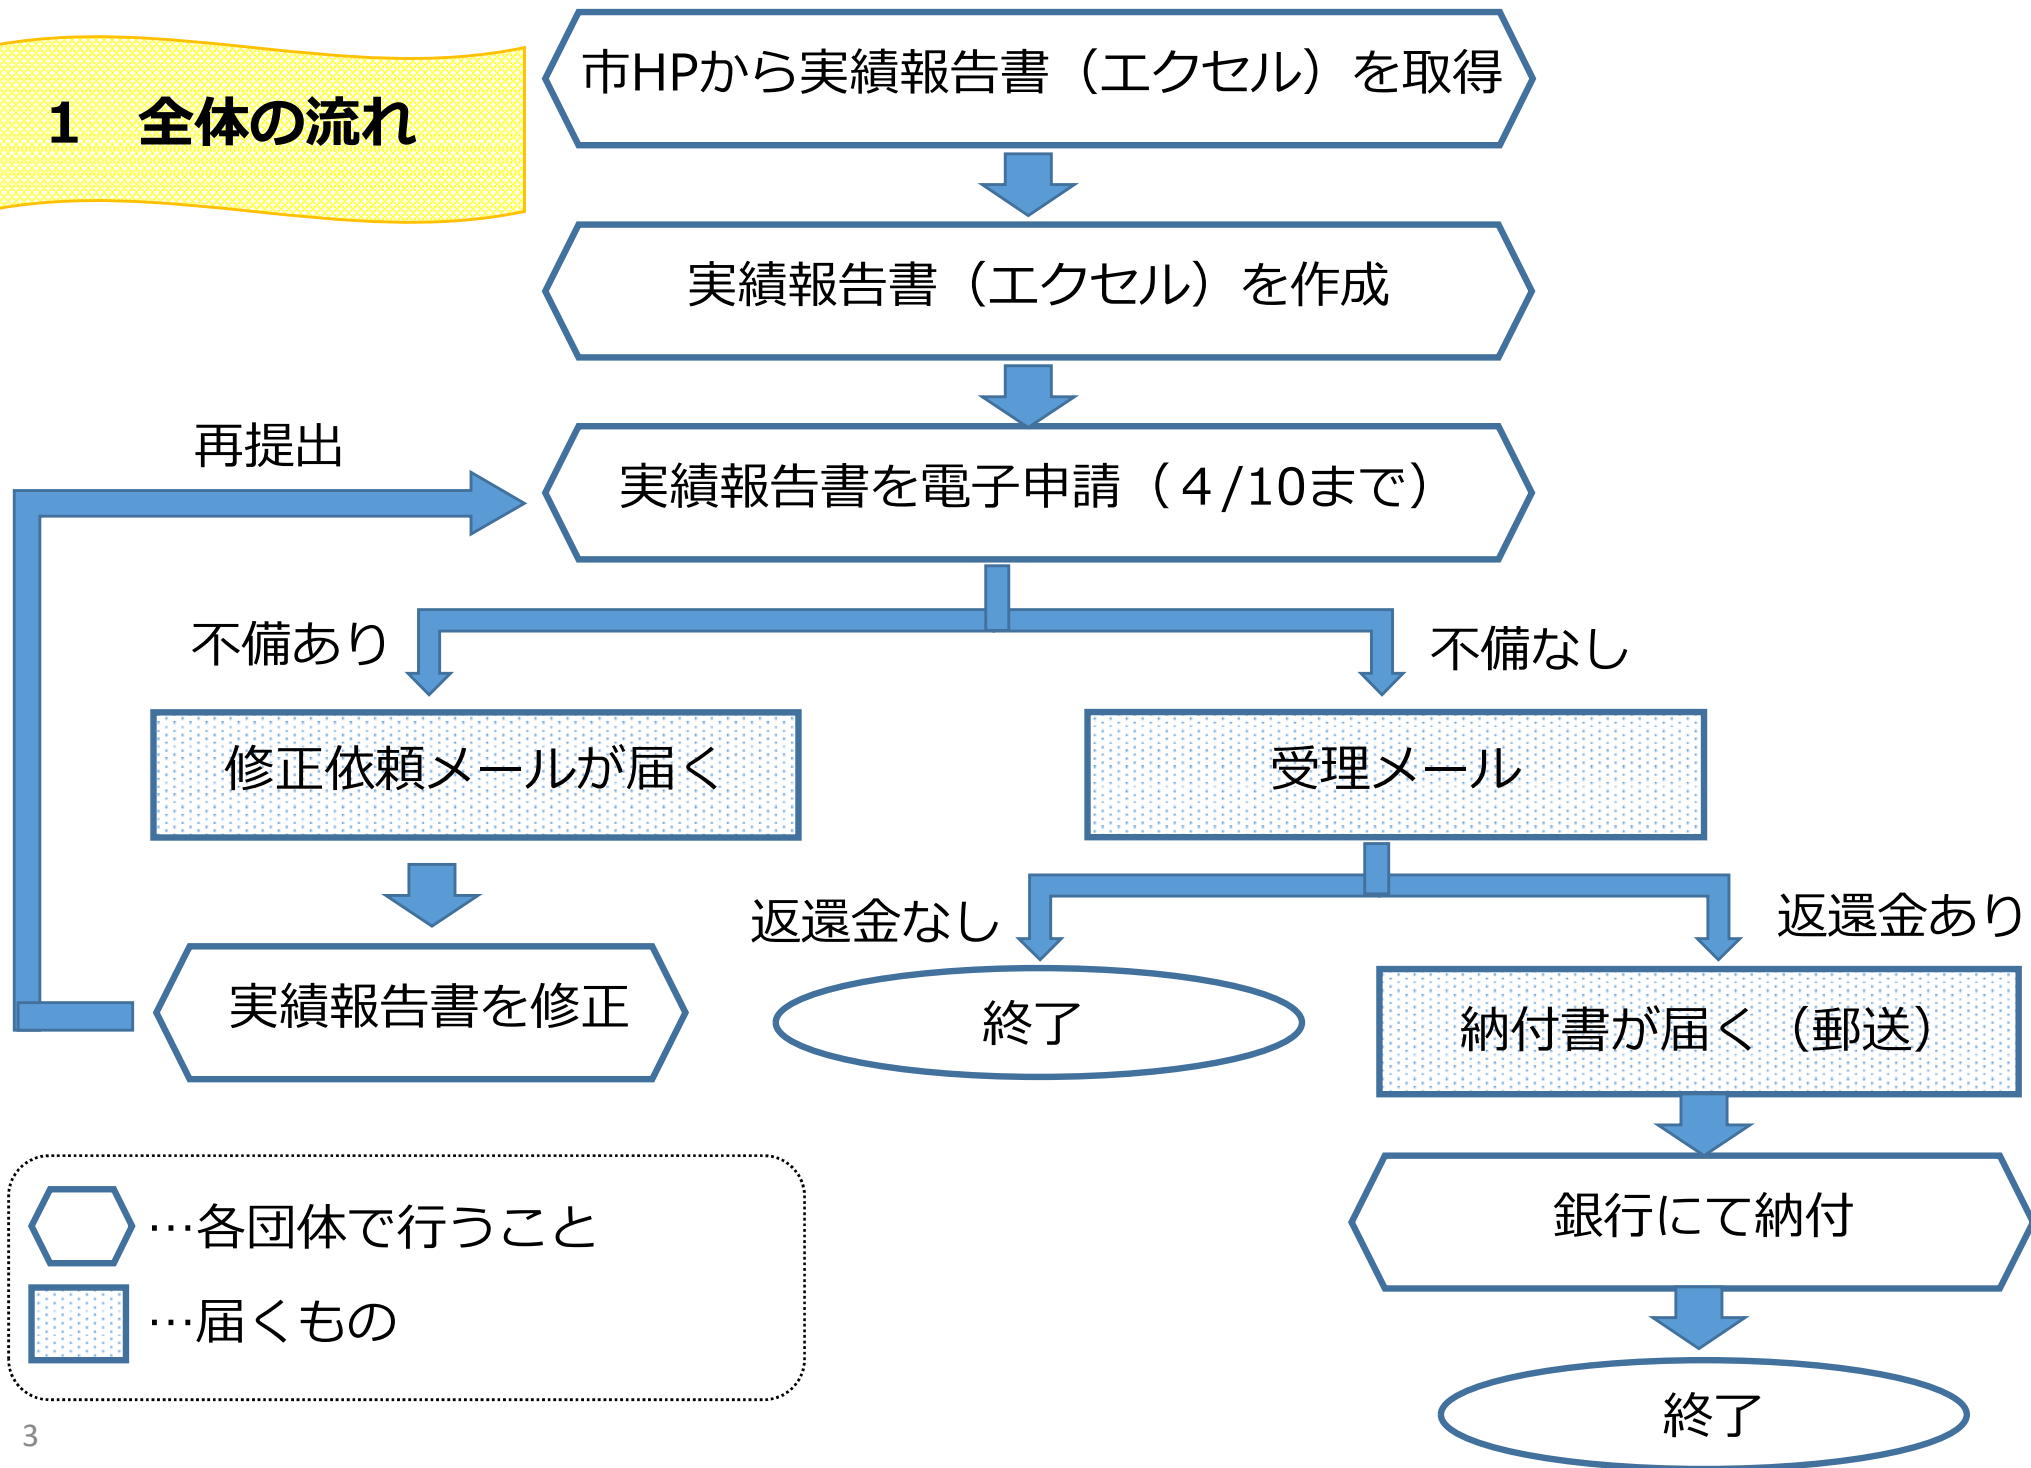 1　全体の流れ
市HPから実績報告書（エクセル）を取得
実績報告書（エクセル）を作成
再提出
実績報告書を電子申請（４/10まで）
不備あり
不備なし
修正依頼メールが届く
受理メール
返還金なし
返還金あり
実績報告書を修正
終了
納付書が届く（郵送）
…各団体で行うこと
銀行にて納付
…届くもの
終了
3